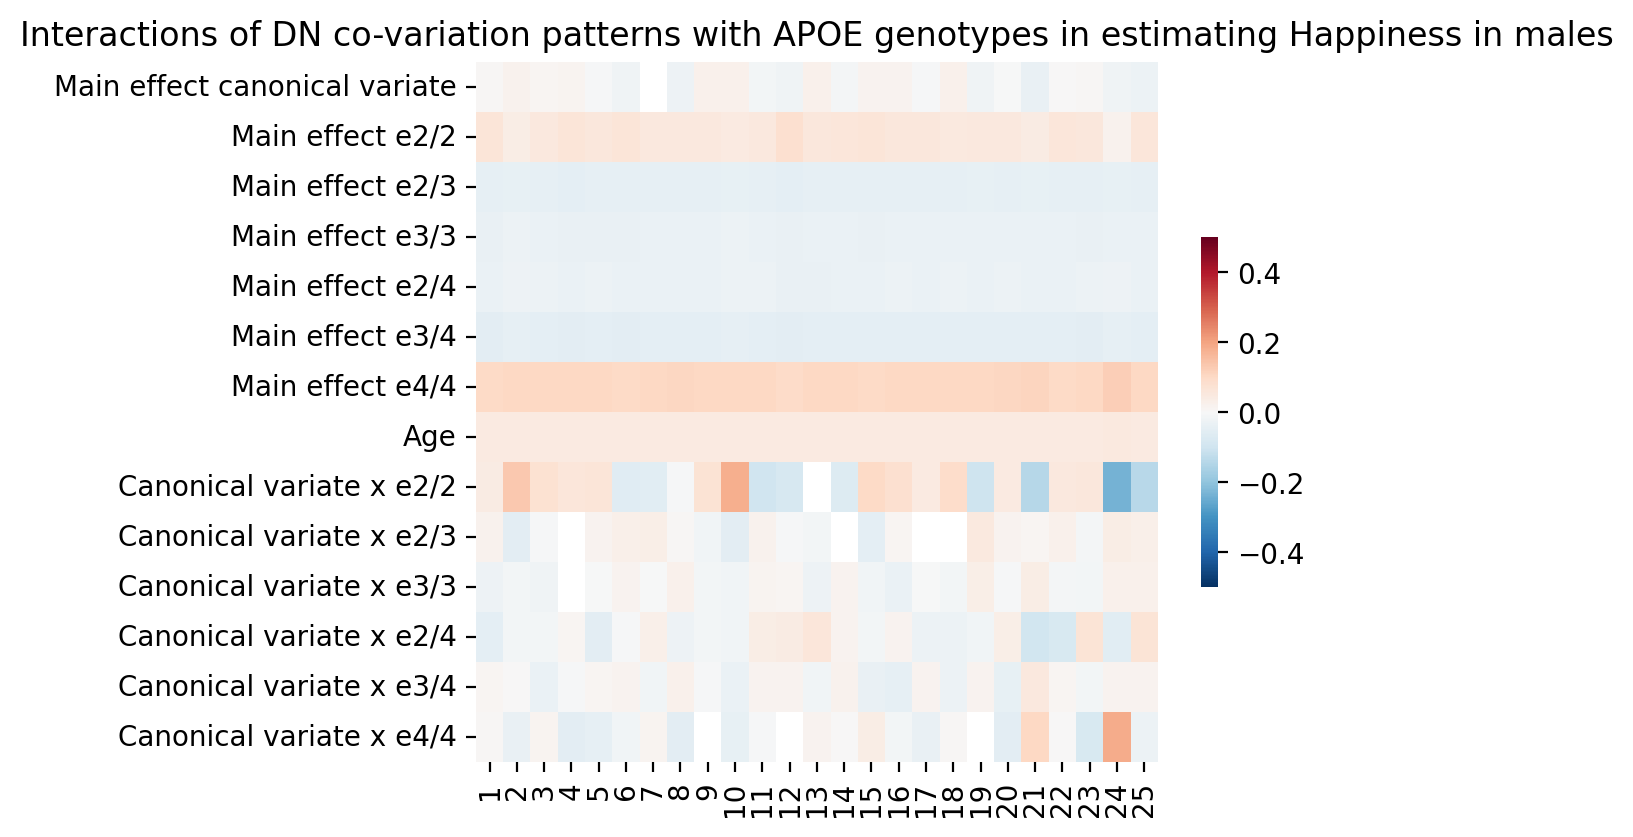 Interactions of DN co-variation patterns with APOE genotypes in estimating Happiness in males
Main effect canonical variate
Main effect e2/2
Main effect e2/3
Main effect e3/3
Main effect e2/4
Main effect e3/4
Main effect e4/4
Age
Canonical variate x e2/2
Canonical variate x e2/3
Canonical variate x e3/3
Canonical variate x e2/4
Canonical variate x e3/4
Canonical variate x e4/4
1 2 3 4 5 6 7 8 9 10 11 12 13 14 15 16 17 18 19 20 21 22 23 24 25
0.4
0.2
0.0
−0.2
−0.4